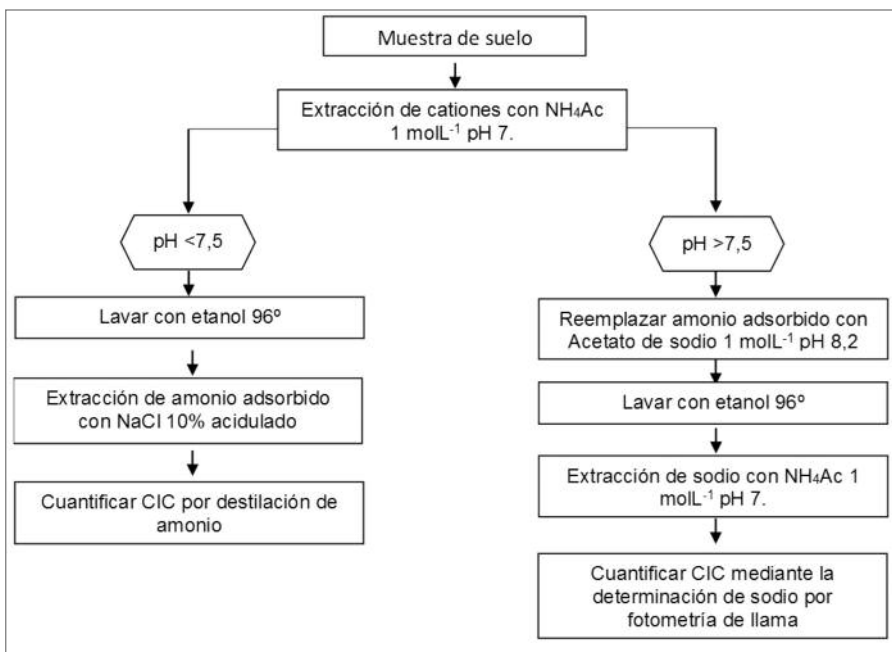 Muestra de suelo
Extracción de cationes con NH₄Ac
1 molL⁻¹ pH 7.
pH <7,5
Lavar con etanol 96º
Extracción de amonio adsorbido
con NaCl 10% acidulado
Cuantificar CIC por destilación de
amonio
pH >7,5
Reemplazar amonio adsorbido con
Acetato de sodio 1 molL⁻¹ pH 8,2
Lavar con etanol 96º
Extracción de sodio con NH₄Ac 1
molL⁻¹ pH 7.
Cuantificar CIC mediante la
determinación de sodio por
fotometría de llama